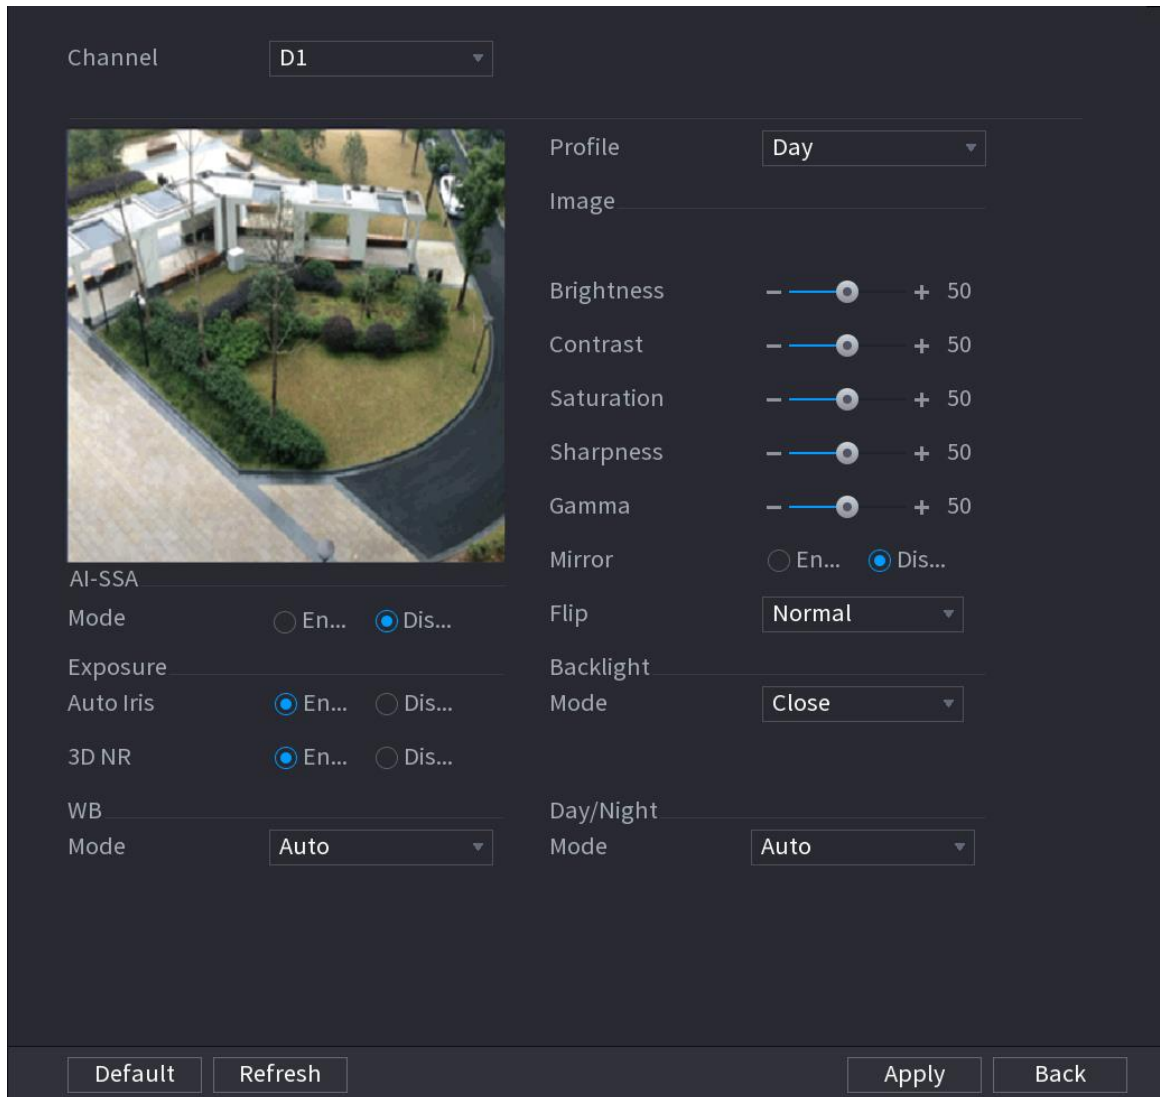 Channel D1
Profile Day
Image
Brightness - + 50
Contrast - + 50
Saturation - + 50
Sharpness - + 50
Gamma - + 50
Mirror En... Dis...
AI-SSA
Mode En... Dis...
Flip Normal
Exposure Backlight
Auto Iris En... Dis... Mode Close
3D NR En... Dis...
WB Day/Night
Mode Auto Mode Auto
Default Refresh Apply Back